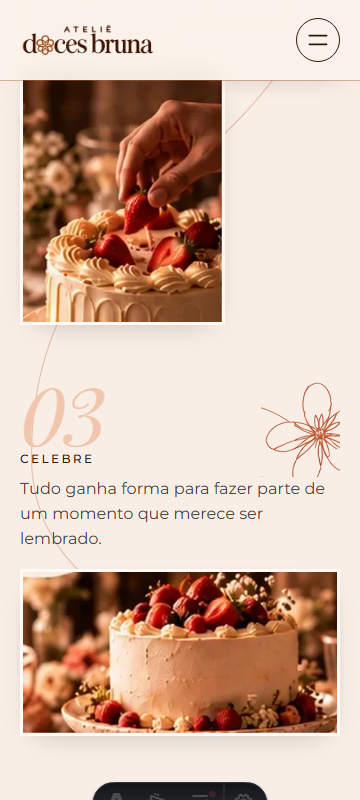 ATELIÊ
doces bruna
03
CELEBRE
Tudo ganha forma para fazer parte de
um momento que merece ser
lembrado.